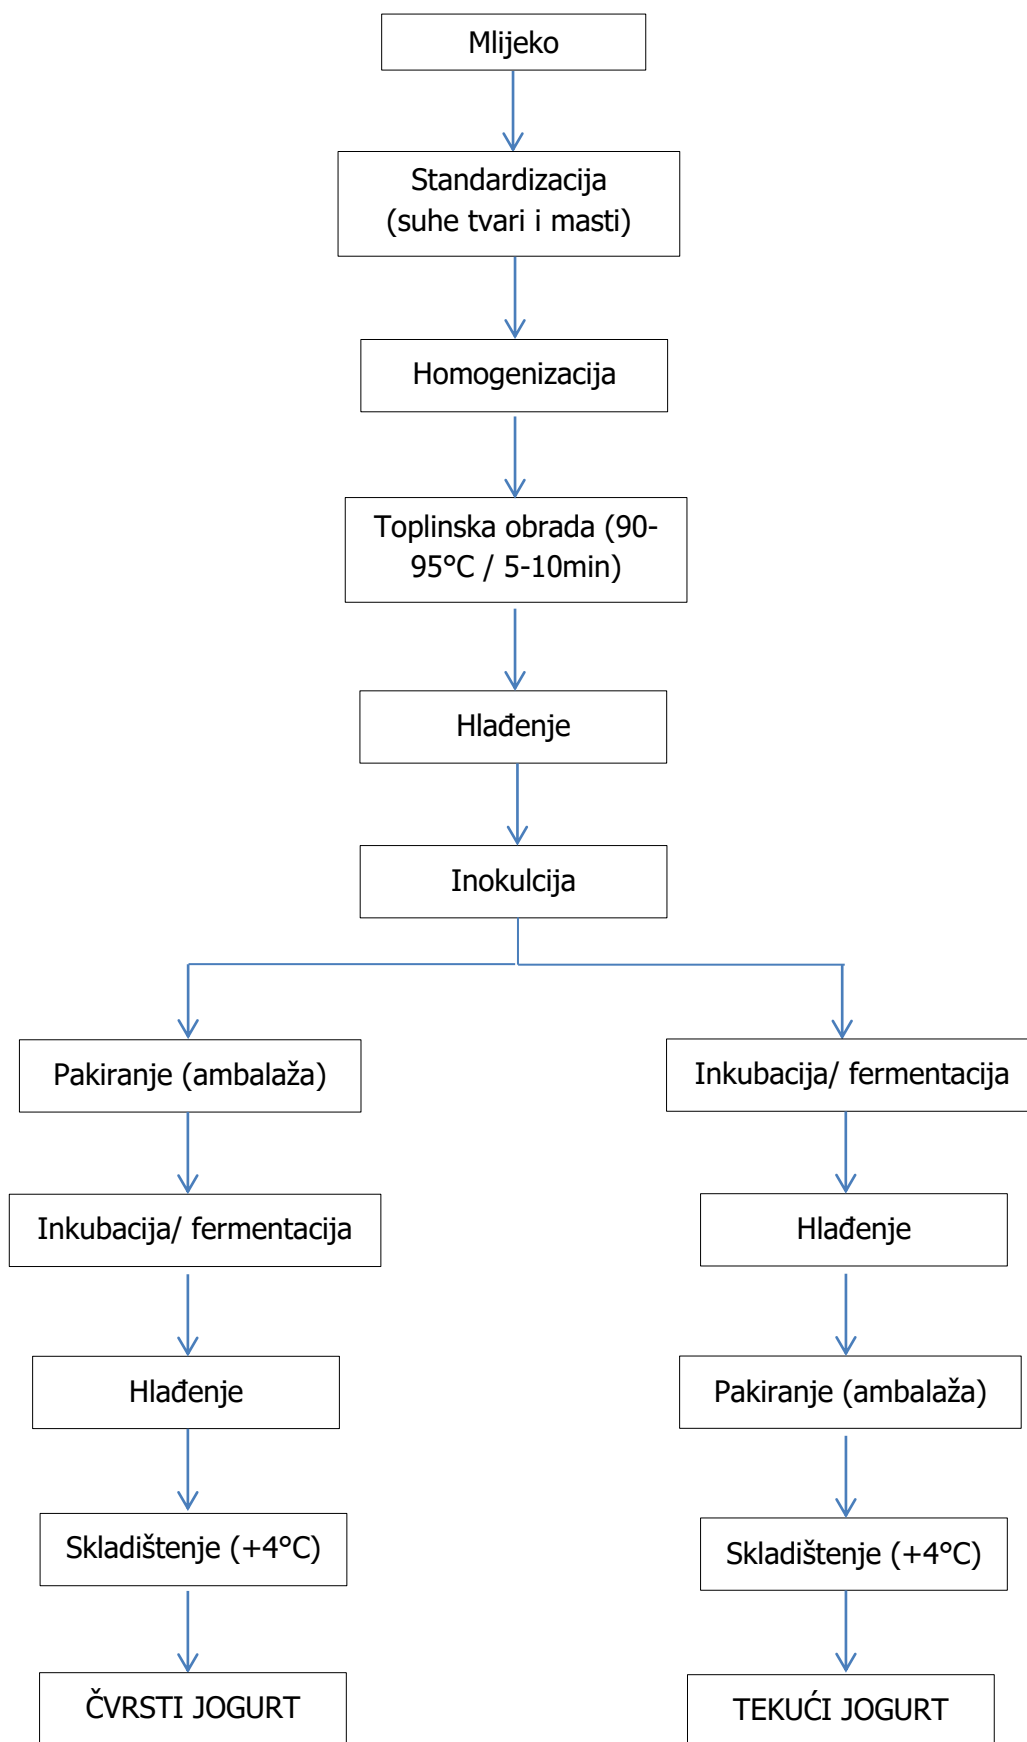 Mlijeko
Standardizacija
(suhe tvari i masti)
Homogenizacija
Toplinska obrada (90-
95°C / 5-10min)
Hlađenje
Inokulcija
Pakiranje (ambalaža)
Inkubacija/ fermentacija
Hlađenje
Skladištenje (+4°C)
ČVRSTI JOGURT
Inkubacija/ fermentacija
Hlađenje
Pakiranje (ambalaža)
Skladištenje (+4°C)
TEKUĆI JOGURT